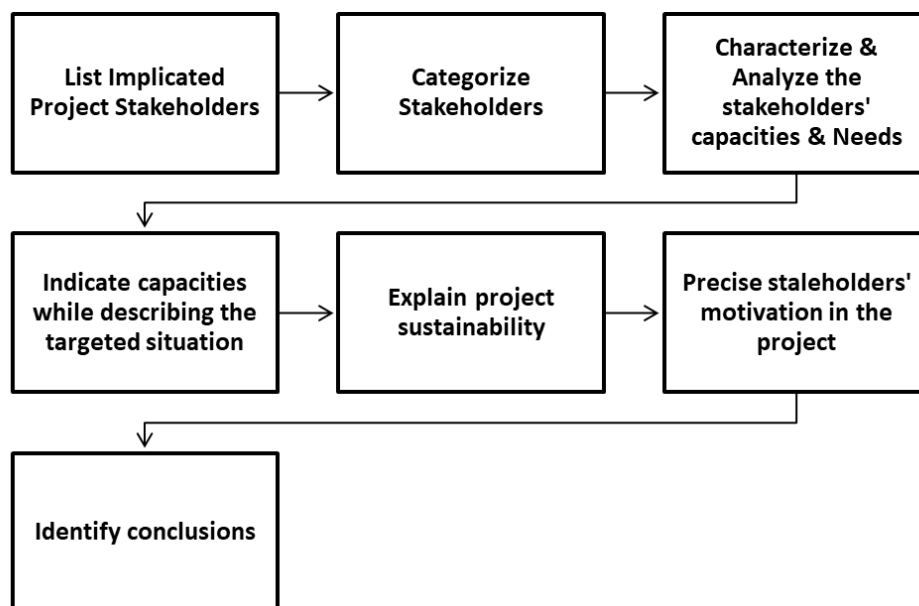 List Implicated
Project Stakeholders
Categorize
Stakeholders
Characterize &
Analyze the
stakeholders'
capacities & Needs
Indicate capacities
while describing the
targeted situation
Explain project
sustainability
Precise staleholders'
motivation in the
project
Identify conclusions